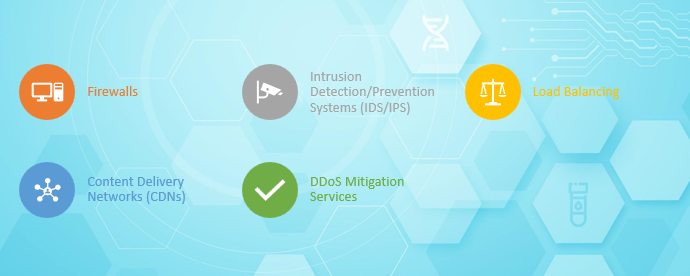 Firewalls
Intrusion
Detection/Prevention
Systems (IDS/IPS)
Load Balancing
Content Delivery
Networks (CDNs)
DDoS Mitigation
Services